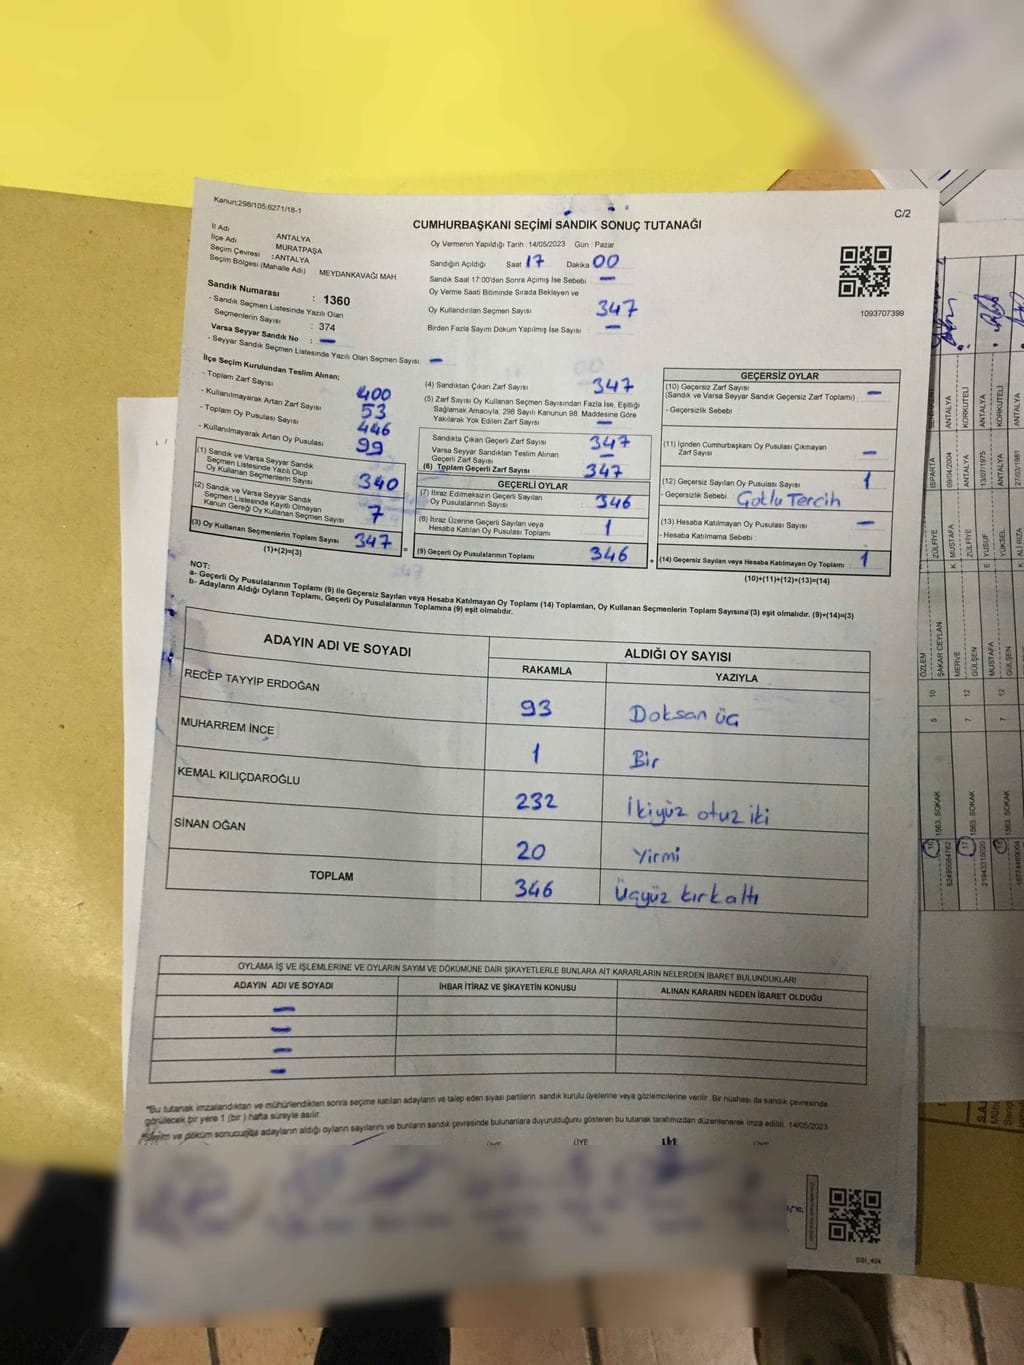 Kanun;298/105;6271/18-1
C/2
CUMHURBAŞKANI SEÇİMİ SANDIK SONUÇ TUTANAĞI
İl Adı : ANTALYA
İlçe Adı : MURATPAŞA
Seçim Çevresi : ANTALYA
Seçim Bölgesi (Mahalle Adı) : MEYDANKAVAĞI MAH.
Sandık Numarası : 1360
- Sandık Seçmen Listesinde Yazılı Olan
Seçmenlerin Sayısı : 374
Varsa Seyyar Sandık No : -
- Seyyar Sandık Seçmen Listesinde Yazılı Olan Seçmen Sayısı -
Oy Vermenin Yapıldığı Tarih : 14/05/2023 Gün : Pazar
Sandığın Açıldığı Saat 17 Dakika 00
Sandık Saat 17:00'den Sonra Açımış İse Sebebi -
Oy Verme Saati Bitiminde Sırada Bekleyen ve
Oy Kullandırılan Seçmen Sayısı 347
Birden Fazla Sayım Döküm Yapılmış İse Sayısı -
1093707399
İlçe Seçim Kurulundan Teslim Alınan;
- Toplam Zarf Sayısı 400
- Kullanılmayarak Artan Zarf Sayısı 53
- Toplam Oy Pusulası Sayısı 446
- Kullanılmayarak Artan Oy Pusulası 99
(1) Sandık ve Varsa Seyyar Sandık
Seçmen Listesinde Yazılı Olup
Oy Kullanan Seçmenlerin Sayısı 340
(2) Sandık ve Varsa Seyyar Sandık
Seçmen Listesinde Kayıtlı Olmayan
Kanun Gereği Oy Kullanan Seçmen Sayısı 7
(3) Oy Kullanan Seçmenlerin Toplam Sayısı 347
(1)+(2)=(3)
(4) Sandıktan Çıkan Zarf Sayısı 347
(5) Zarf Sayısı Oy Kullanan Seçmen Sayısından Fazla İse, Eşitliği
Sağlamak Amacıyla, 298 Sayılı Kanunun 98. Maddesine Göre
Yakılarak Yok Edilen Zarf Sayısı -
Sandıkta Çıkan Geçerli Zarf Sayısı 347
Varsa Seyyar Sandıktan Teslim Alınan
Geçerli Zarf Sayısı -
(6) Toplam Geçerli Zarf Sayısı 347
GEÇERLİ OYLAR
(7) İtiraz Edilmeksizin Geçerli Sayılan
Oy Pusulalarının Sayısı 346
(8) İtiraz Üzerine Geçerli Sayılan veya
Hesaba Katılan Oy Pusulası Toplamı 1
= (9) Geçerli Oy Pusulalarının Toplamı 346
GEÇERSİZ OYLAR
(10) Geçersiz Zarf Sayısı
(Sandık ve Varsa Seyyar Sandık Geçersiz Zarf Toplamı) -
- Geçersizlik Sebebi :
(11) İçinden Cumhurbaşkanı Oy Pusulası Çıkmayan
Zarf Sayısı -
(12) Geçersiz Sayılan Oy Pusulası Sayısı 1
- Geçersizlik Sebebi : Çoklu Tercih
(13) Hesaba Katılmayan Oy Pusulası Sayısı -
- Hesaba Katılmama Sebebi :
+ (14) Geçersiz Sayılan veya Hesaba Katılmayan Oy Toplamı 1
(10)+(11)+(12)+(13)=(14)
NOT:
a- Geçerli Oy Pusulalarının Toplamı (9) ile Geçersiz Sayılan veya Hesaba Katılmayan Oy Toplamı (14) Toplamları, Oy Kullanan Seçmenlerin Toplam Sayısına (3) eşit olmalıdır. (9)+(14)=(3)
b- Adayların Aldığı Oyların Toplamı, Geçerli Oy Pusulalarının Toplamına (9) eşit olmalıdır.
ADAYIN ADI VE SOYADI
ALDIĞI OY SAYISI
RAKAMLA YAZIYLA
RECEP TAYYİP ERDOĞAN 93 Doksan üç
MUHARREM İNCE 1 Bir
KEMAL KILIÇDAROĞLU 232 İkiyüz otuz iki
SİNAN OĞAN 20 Yirmi
TOPLAM 346 Üçyüz kırk altı
OYLAMA İŞ VE İŞLEMLERİNE VE OYLARIN SAYIM VE DÖKÜMÜNE DAİR ŞİKAYETLERLE BUNLARA AİT KARARLARIN NELERDEN İBARET BULUNDUKLARI
ADAYIN ADI VE SOYADI İHBAR İTİRAZ VE ŞİKAYETİN KONUSU ALINAN KARARIN NEDEN İBARET OLDUĞU
-
-
-
-
*Bu tutanak imzalandıktan ve mühürlendikten sonra seçime katılan adayların ve talep eden siyasi partilerin sandık kurulu üyelerine veya gözlemcilerine verilir. Bir nüshası da sandık çevresinde
görülecek bir yere 1 (bir) hafta süreyle asılır.
*Sayım ve döküm sonucunda adayların aldığı oyların sayılarını ve bunların sandık çevresinde bulunanlara duyurulduğunu gösteren bu tutanak tarafımızdan düzenlenerek imza edildi. 14/05/2023
ÜYE ÜYE ÜYE ÜYE